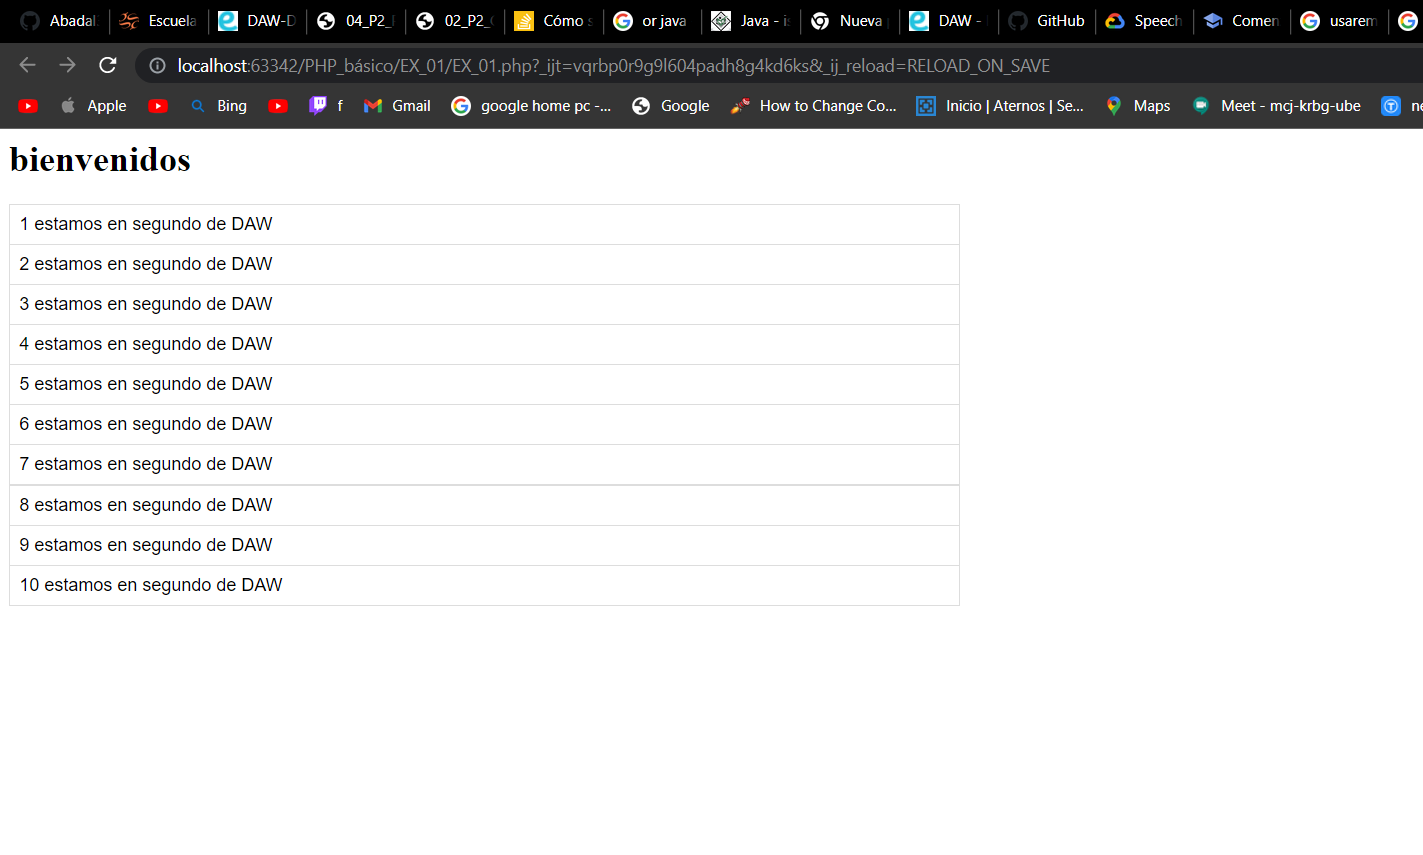 Abadal Escuela DAW-D 04_P2_ 02_P2_ Cómo s or java Java - is Nueva p DAW - GitHub Speech Comen usarem
localhost:63342/PHP_básico/EX_01/EX_01.php?_ijt=vqrbp0r9g9l604padh8g4kd6ks&_ij_reload=RELOAD_ON_SAVE
Apple Bing f Gmail google home pc -... Google How to Change Co... Inicio | Aternos | Se... Maps Meet - mcj-krbg-ube ne
bienvenidos
1 estamos en segundo de DAW
2 estamos en segundo de DAW
3 estamos en segundo de DAW
4 estamos en segundo de DAW
5 estamos en segundo de DAW
6 estamos en segundo de DAW
7 estamos en segundo de DAW
8 estamos en segundo de DAW
9 estamos en segundo de DAW
10 estamos en segundo de DAW